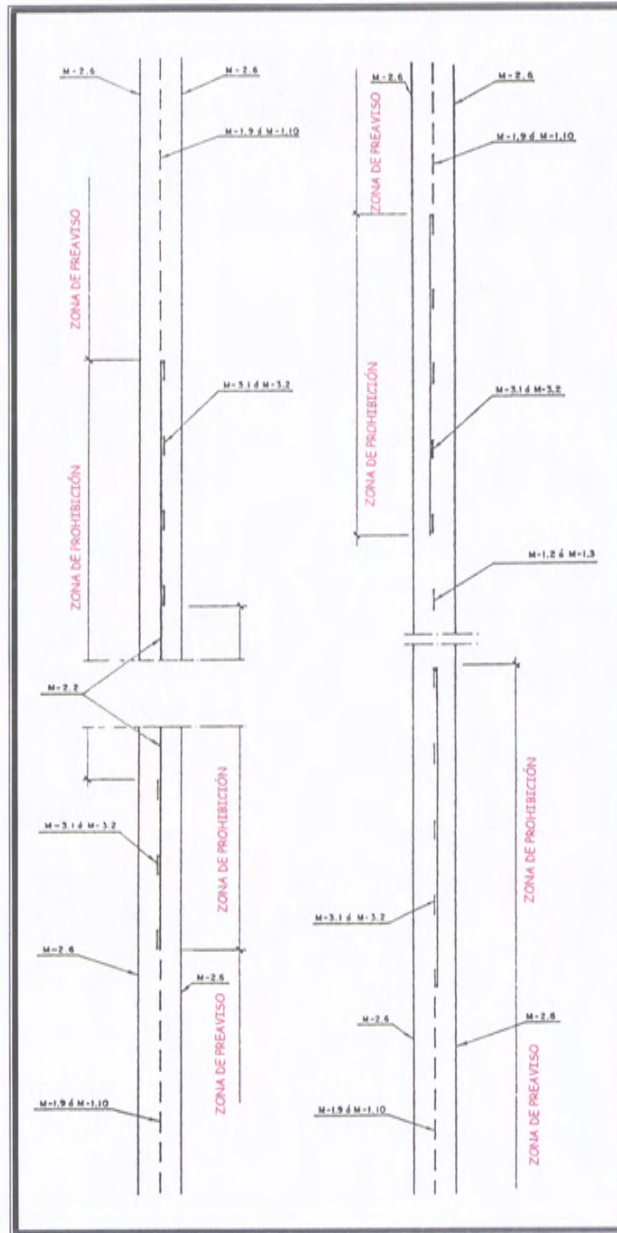 M-2.6
M-2.6
M-1.9 ó M-1.10
ZONA DE PREAVISO
M-3.1 ó M-3.2
ZONA DE PROHIBICIÓN
M-2.2
M-3.1 ó M-3.2
ZONA DE PROHIBICIÓN
M-2.6
M-2.6
ZONA DE PREAVISO
M-1.9 ó M-1.10
M-2.6
M-2.6
M-1.9 ó M-1.10
ZONA DE PREAVISO
M-3.1 ó M-3.2
ZONA DE PROHIBICIÓN
M-1.2 ó M-1.3
ZONA DE PROHIBICIÓN
M-3.1 ó M-3.2
M-2.6
M-2.6
M-1.9 ó M-1.10
ZONA DE PREAVISO